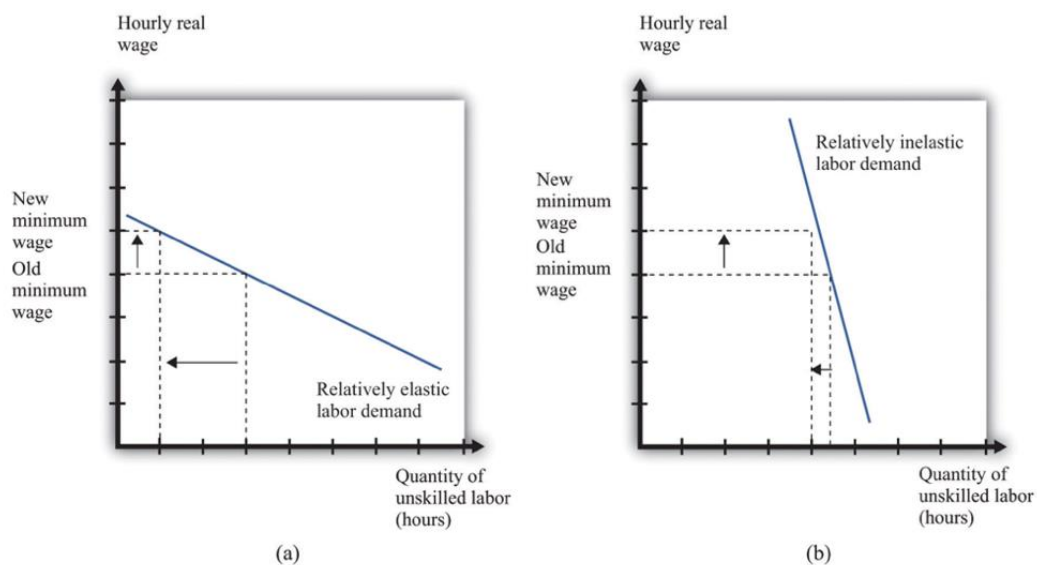 Hourly real
wage
New
minimum
wage
Old
minimum
wage
Relatively elastic
labor demand
Quantity of
unskilled labor
(hours)
(a)
Hourly real
wage
Relatively inelastic
labor demand
New
minimum
wage
Old
minimum
wage
Quantity of
unskilled labor
(hours)
(b)